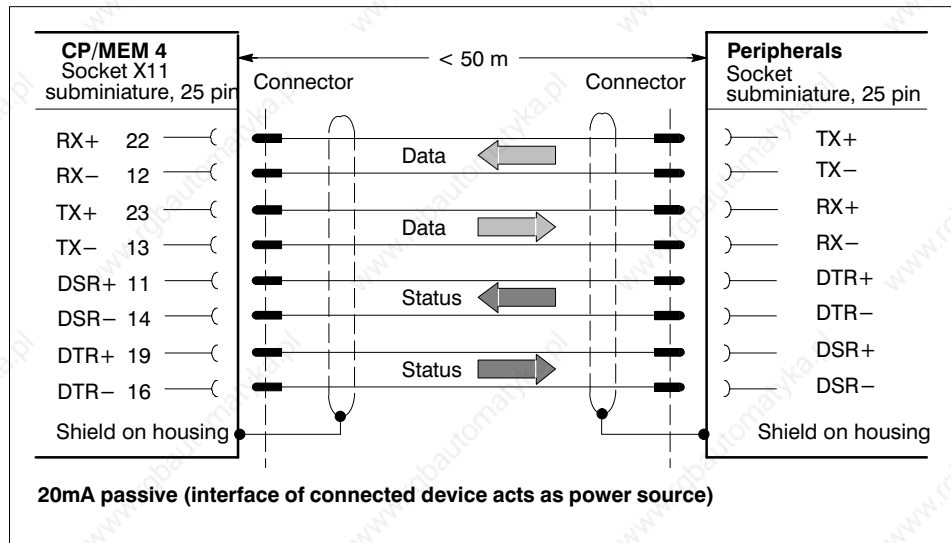 CP/MEM 4
Socket X11
subminiature, 25 pin
< 50 m
Peripherals
Socket
subminiature, 25 pin
Connector
Connector
RX+ 22
TX+
Data
RX− 12
TX−
TX+ 23
RX+
Data
TX− 13
RX−
DSR+ 11
DTR+
Status
DSR− 14
DTR−
DTR+ 19
DSR+
Status
DTR− 16
DSR−
Shield on housing
Shield on housing
20mA passive (interface of connected device acts as power source)
www.rgbautomatyka.pl